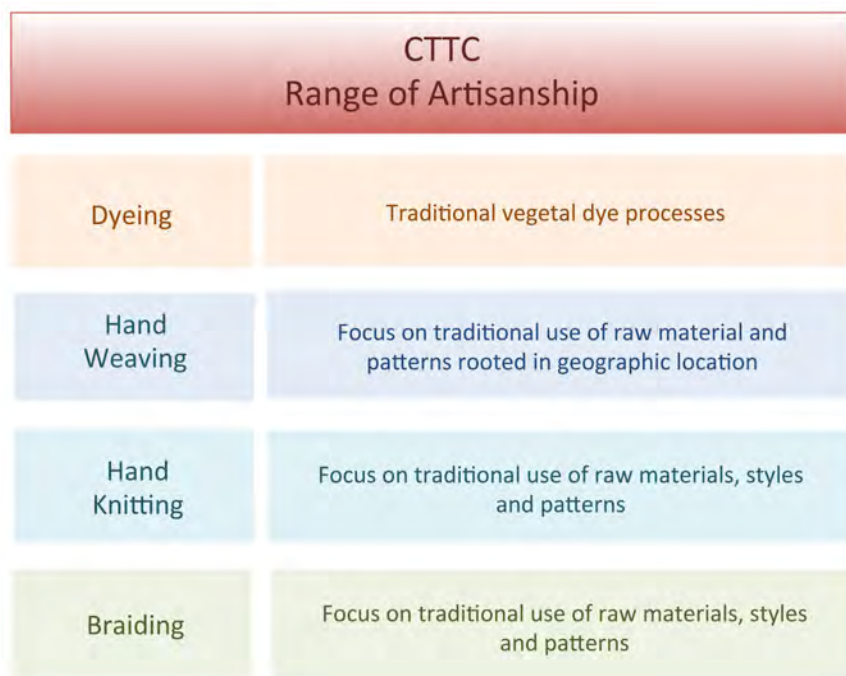 CTTC
Range of Artisanship
Dyeing
Traditional vegetal dye processes
Hand
Weaving
Focus on traditional use of raw material and
patterns rooted in geographic location
Hand
Knitting
Focus on traditional use of raw materials, styles
and patterns
Braiding
Focus on traditional use of raw materials, styles
and patterns